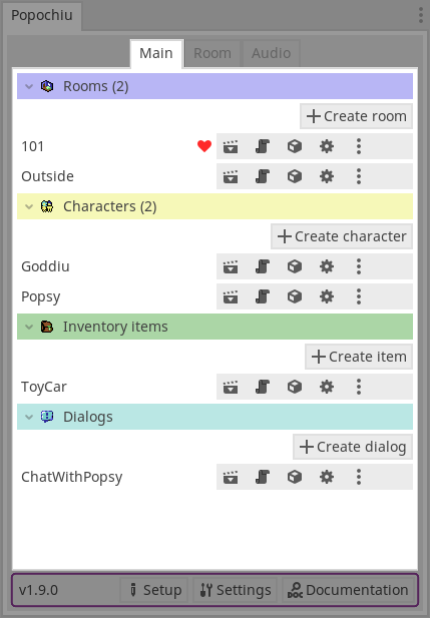 Popochiu
Main Room Audio
Rooms (2)
+ Create room
101
Outside
Characters (2)
+ Create character
Goddiu
Popsy
Inventory items
+ Create item
ToyCar
Dialogs
+ Create dialog
ChatWithPopsy
v1.9.0 Setup Settings Documentation